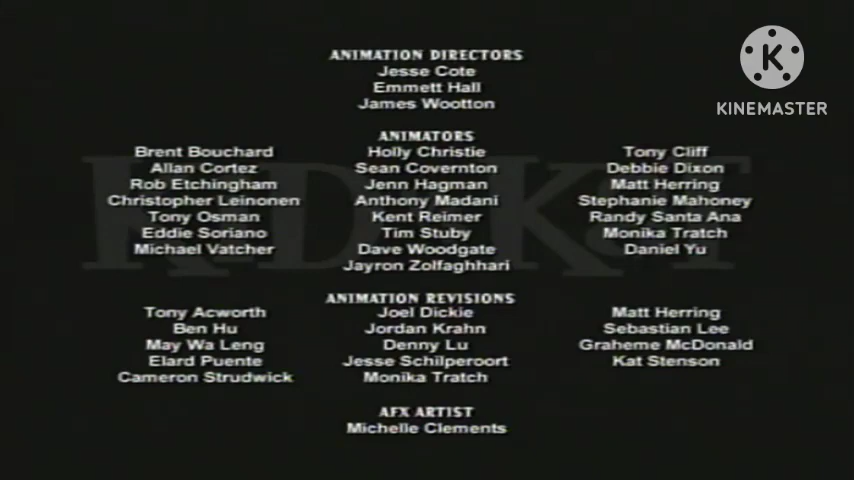 ANIMATION DIRECTORS
Jesse Cote
Emmett Hall
James Wootton
KINEMASTER
ANIMATORS
Brent Bouchard Holly Christie Tony Cliff
Allan Cortez Sean Covernton Debbie Dixon
Rob Etchingham Jenn Hagman Matt Herring
Christopher Leinonen Anthony Madani Stephanie Mahoney
Tony Osman Kent Reimer Randy Santa Ana
Eddie Soriano Tim Stuby Monika Tratch
Michael Vatcher Dave Woodgate Daniel Yu
Jayron Zolfaghhari
ANIMATION REVISIONS
Tony Acworth Joel Dickie Matt Herring
Ben Hu Jordan Krahn Sebastian Lee
May Wa Leng Denny Lu Graheme McDonald
Elard Puente Jesse Schilperoort Kat Stenson
Cameron Strudwick Monika Tratch
AFX ARTIST
Michelle Clements